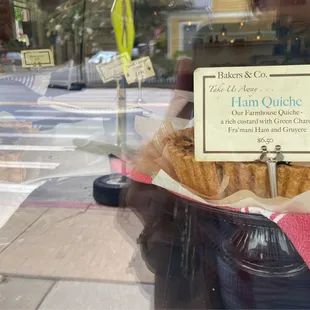 Bakers & Co.
Take Us Away . . .
Ham Quiche
Our Farmhouse Quiche -
a rich custard with Green Chard
Fra'mani Ham and Gruyere
$6.50